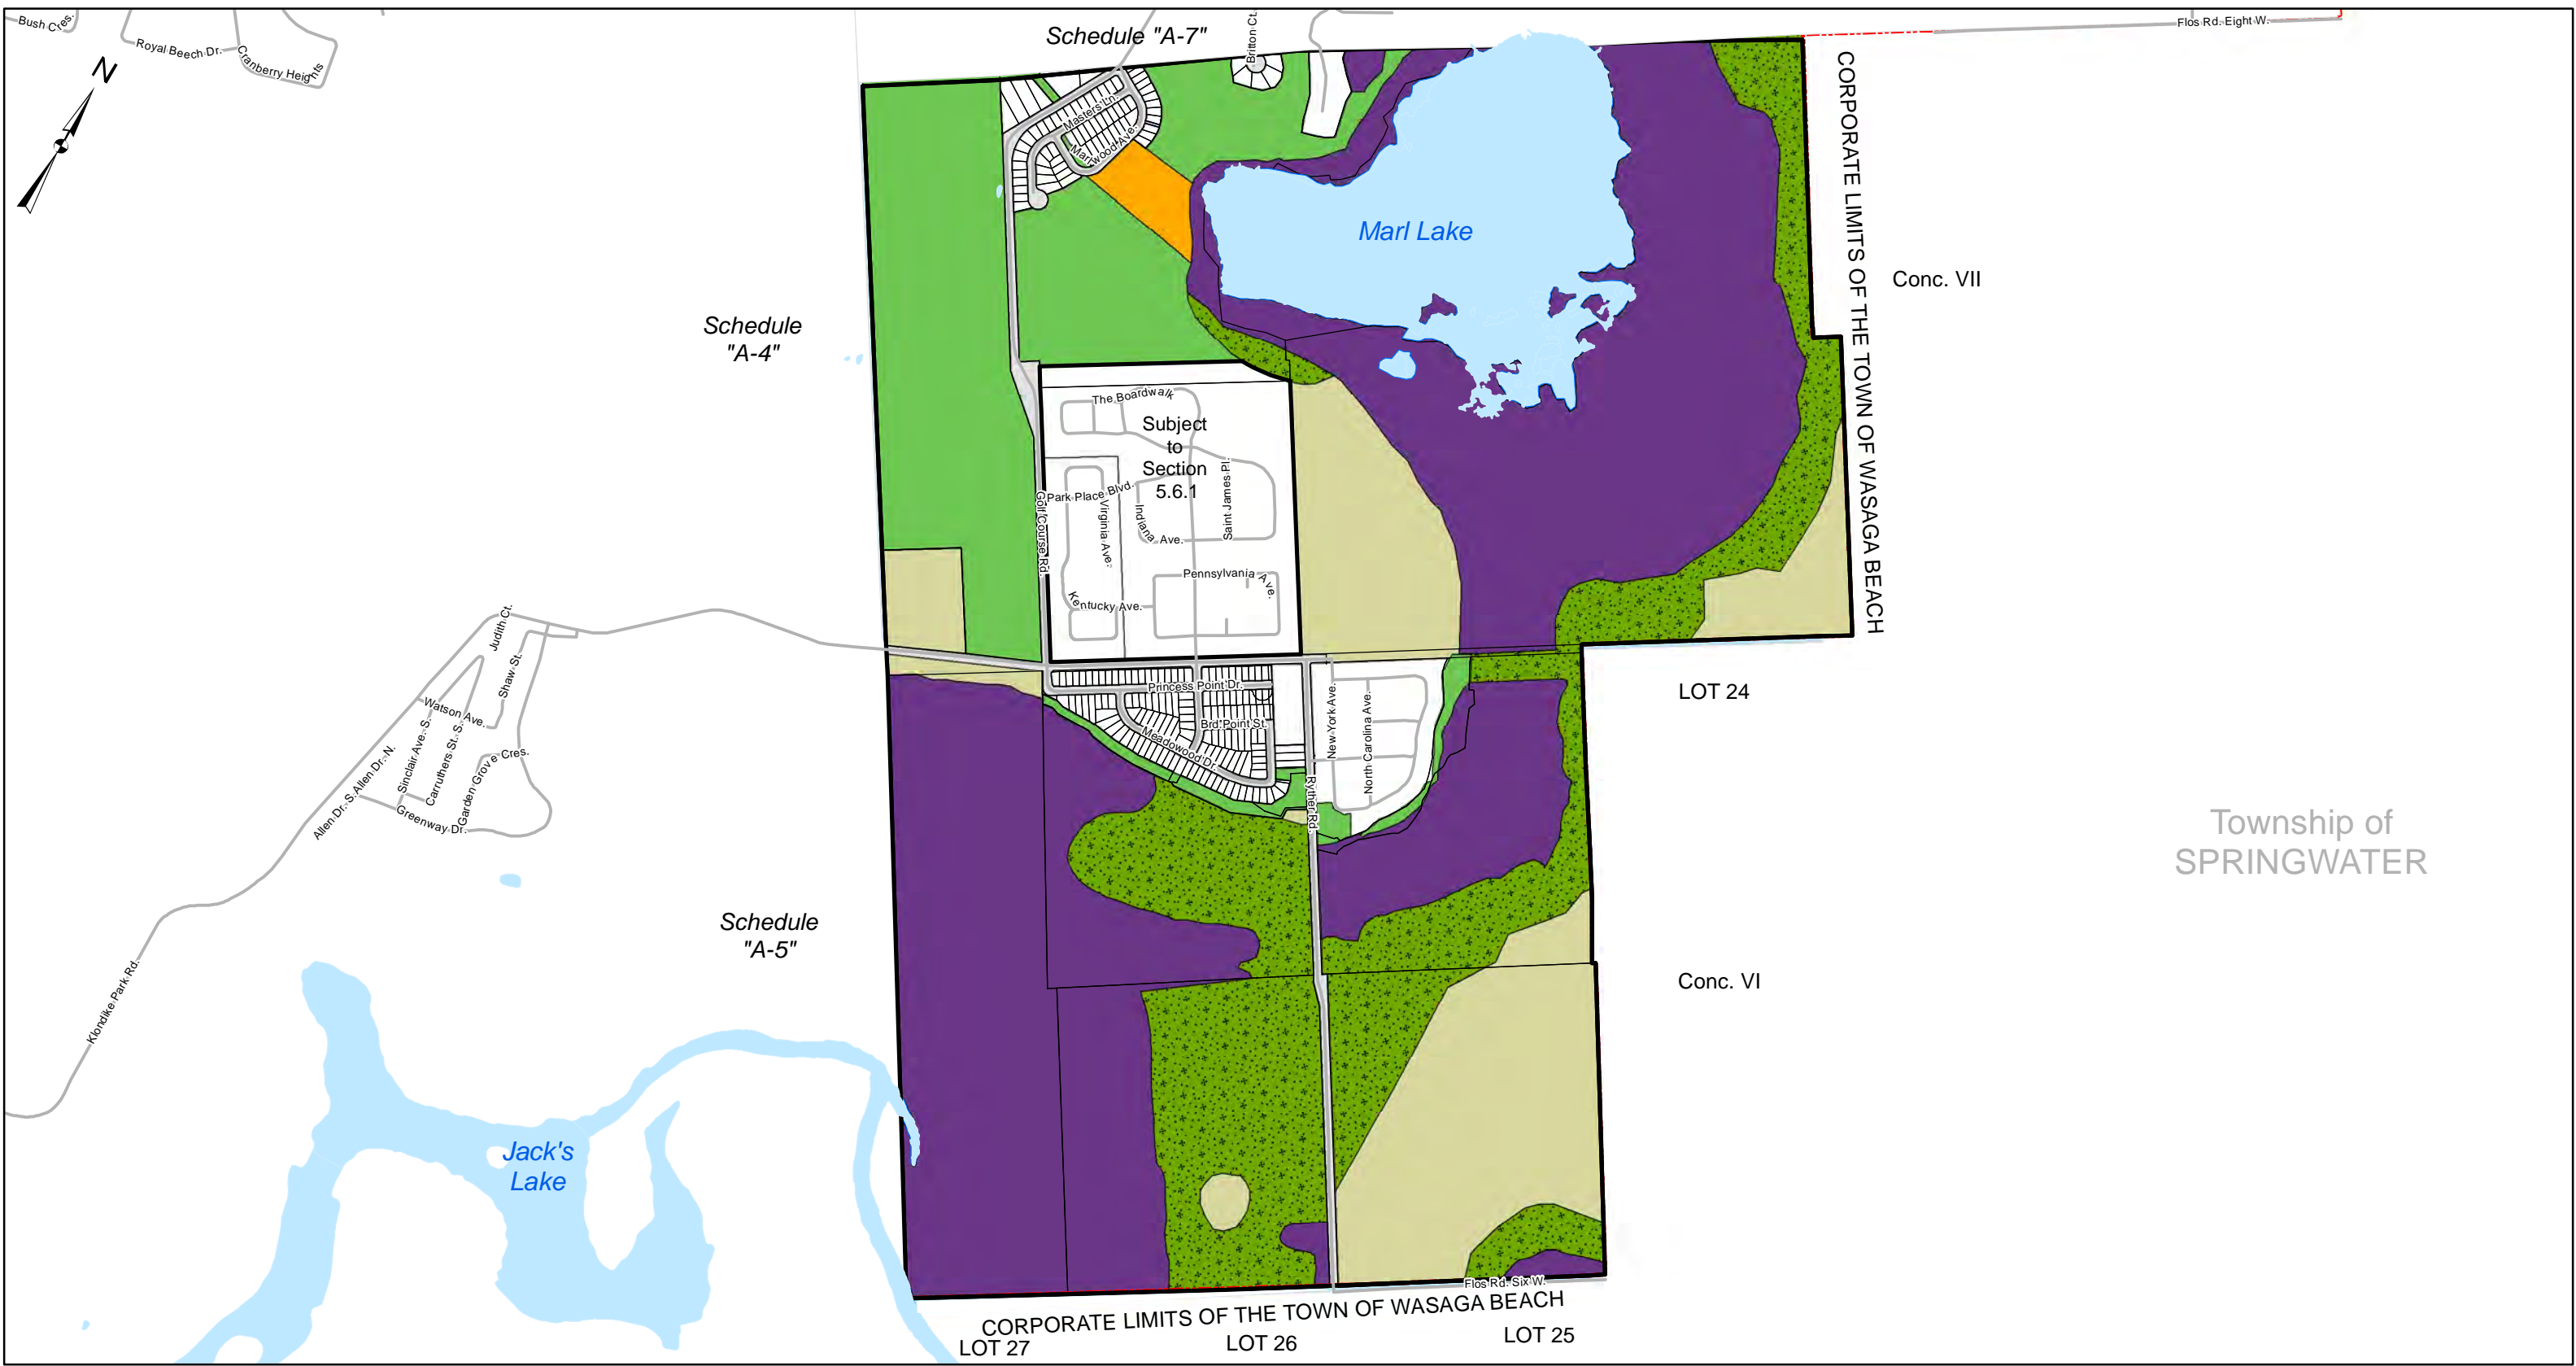 Bush Cres.
Royal Beech Dr.
Cranberry Heights
N
Schedule "A-7"
Britton Ct.
Flos Rd. Eight W.
Masters Ln.
Marlwood Ave.
Marl Lake
CORPORATE LIMITS OF THE TOWN OF WASAGA BEACH
Conc. VII
Schedule
"A-4"
The Boardwalk
Subject
to
Section
5.6.1
Park Place Blvd.
Golf Course Rd.
Virginia Ave.
Indiana Ave.
Saint James Pl.
Pennsylvania Ave.
Kentucky Ave.
Judith Ct.
Shaw St.
Watson Ave.
Sinclair Ave. S.
Carruthers St. S.
Garden Grove Cres.
Allen Dr. N.
Allen Dr. S.
Greenway Dr.
Klondike Park Rd.
Princess Point Dr.
Brd. Point St.
Meadowood Dr.
New York Ave.
North Carolina Ave.
Ryther Rd.
LOT 24
Township of
SPRINGWATER
Schedule
"A-5"
Conc. VI
Jack's
Lake
Flos Rd. Six W.
CORPORATE LIMITS OF THE TOWN OF WASAGA BEACH
LOT 27
LOT 26
LOT 25